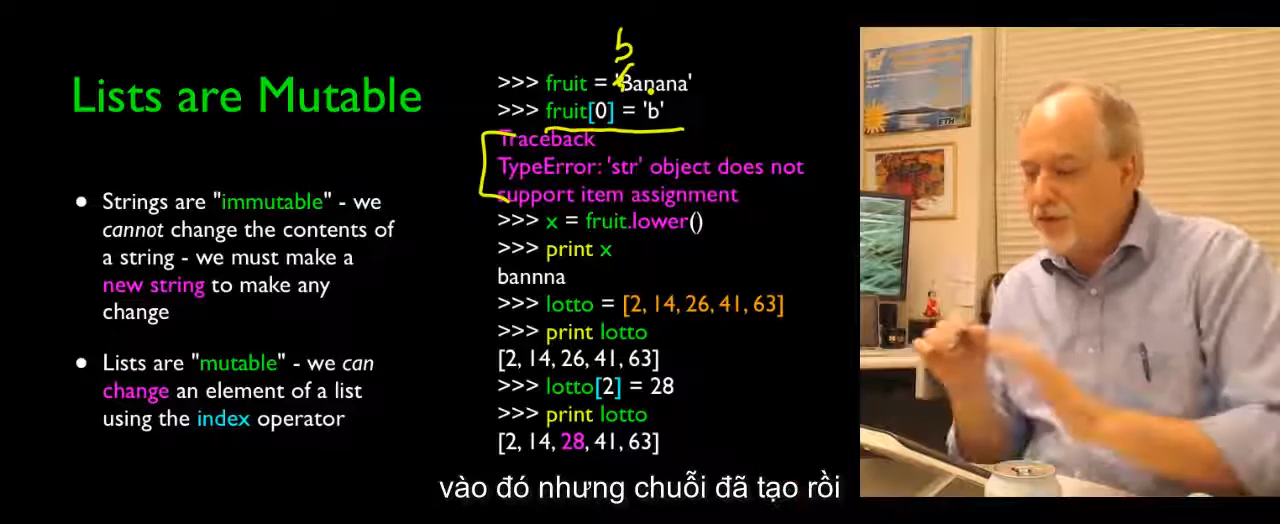 Lists are Mutable
● Strings are "immutable" - we
cannot change the contents of
a string - we must make a
new string to make any
change
● Lists are "mutable" - we can
change an element of a list
using the index operator
b
>>> fruit = 'Banana'
>>> fruit[0] = 'b'
Traceback
TypeError: 'str' object does not
support item assignment
>>> x = fruit.lower()
>>> print x
bannna
>>> lotto = [2, 14, 26, 41, 63]
>>> print lotto
[2, 14, 26, 41, 63]
>>> lotto[2] = 28
>>> print lotto
[2, 14, 28, 41, 63]
ETH
vào đó nhưng chuỗi đã tạo rồi